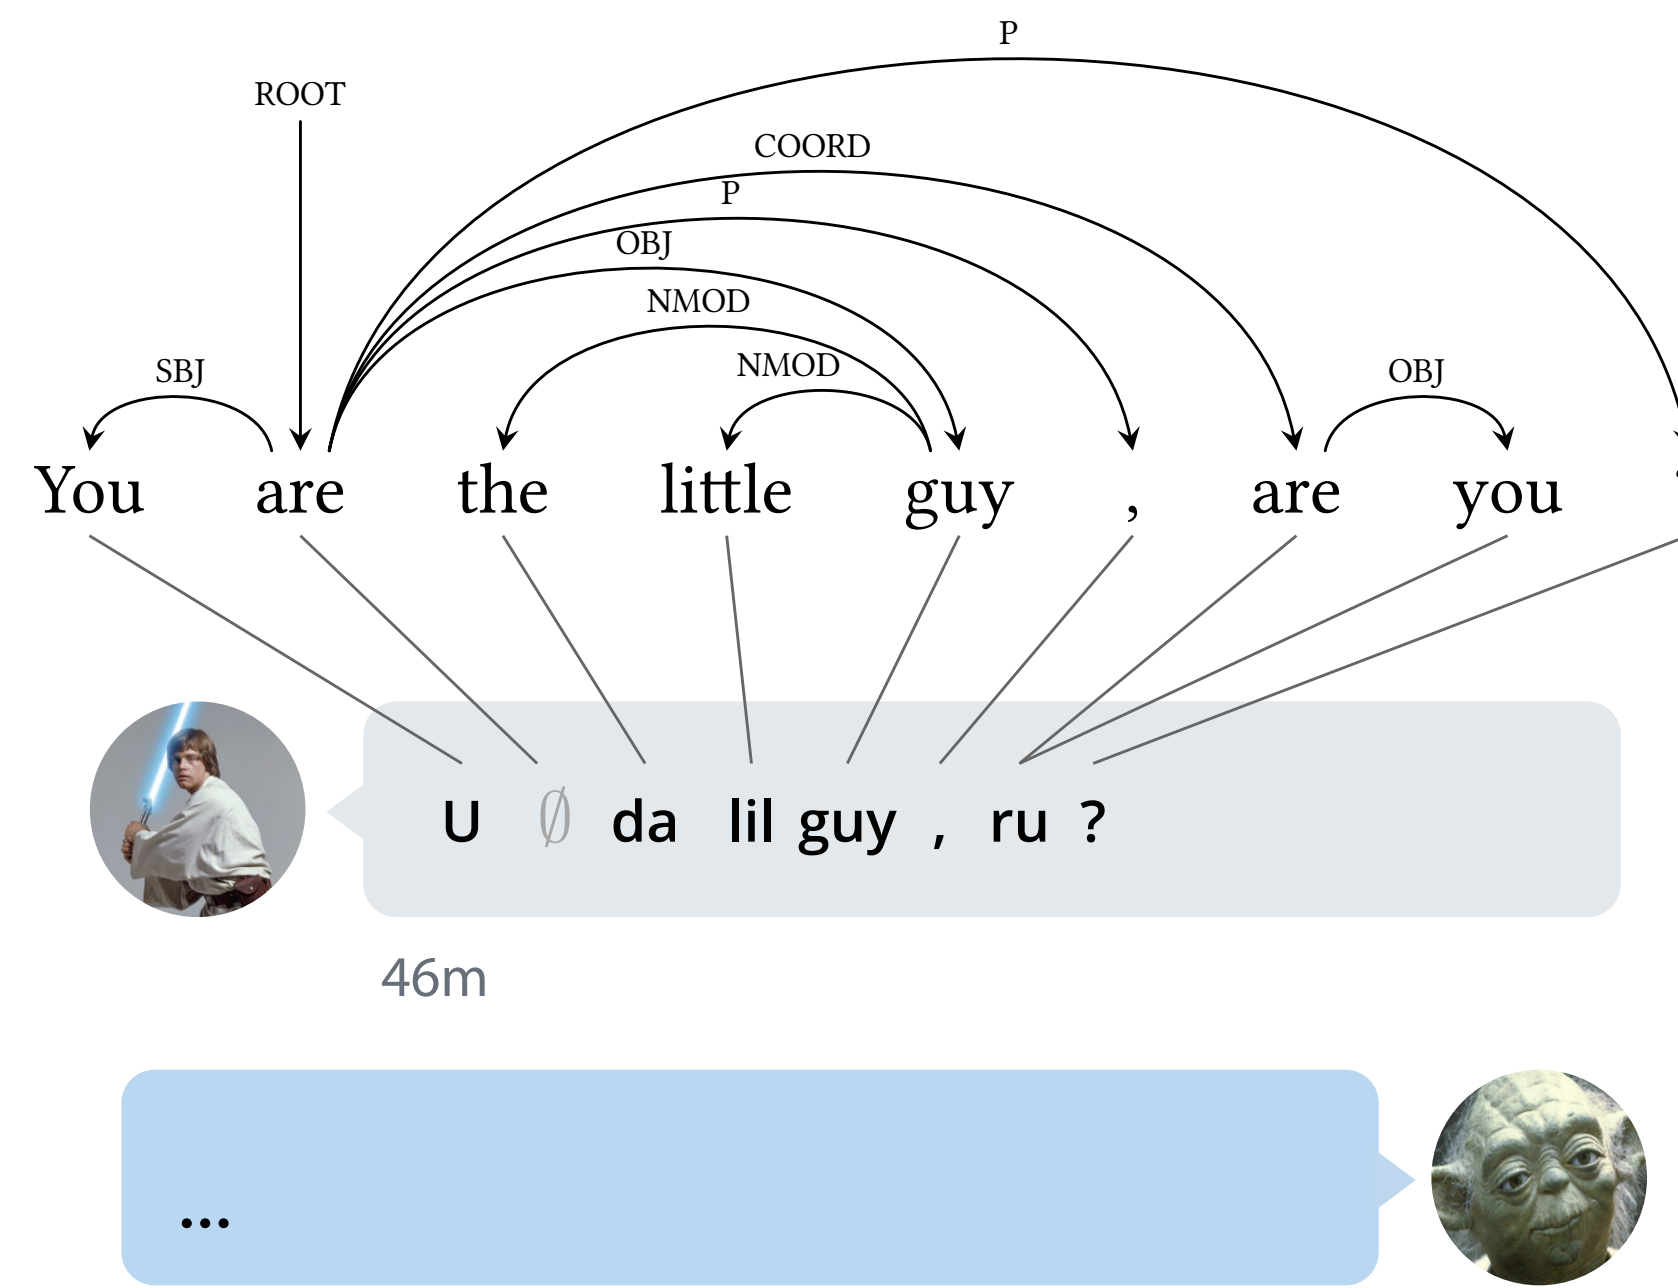 P
ROOT
COORD
P
OBJ
NMOD
SBJ NMOD OBJ
You are the little guy , are you
U ∅ da lil guy , ru ?
46m
...